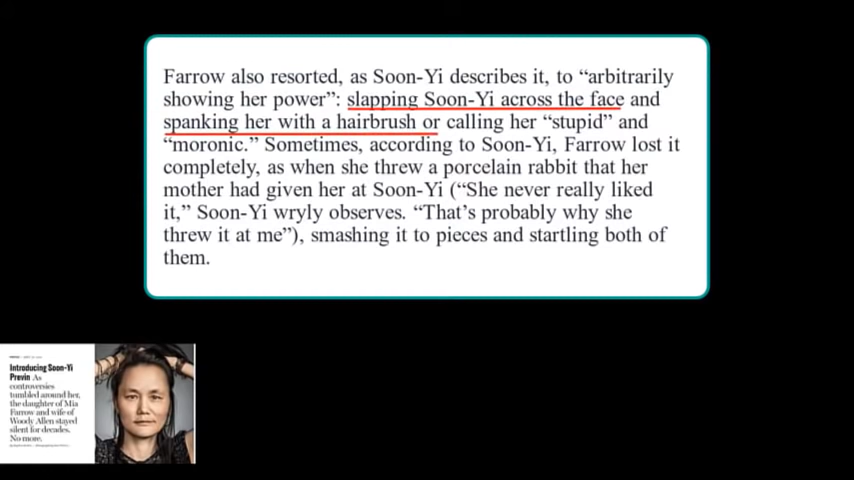 Farrow also resorted, as Soon-Yi describes it, to “arbitrarily
showing her power”: slapping Soon-Yi across the face and
spanking her with a hairbrush or calling her “stupid” and
“moronic.” Sometimes, according to Soon-Yi, Farrow lost it
completely, as when she threw a porcelain rabbit that her
mother had given her at Soon-Yi (“She never really liked
it,” Soon-Yi wryly observes. “That’s probably why she
threw it at me”), smashing it to pieces and startling both of
them.
Introducing Soon-Yi
Previn As
controversies
tumbled around her,
the daughter of Mia
Farrow and wife of
Woody Allen stayed
silent for decades.
No more.